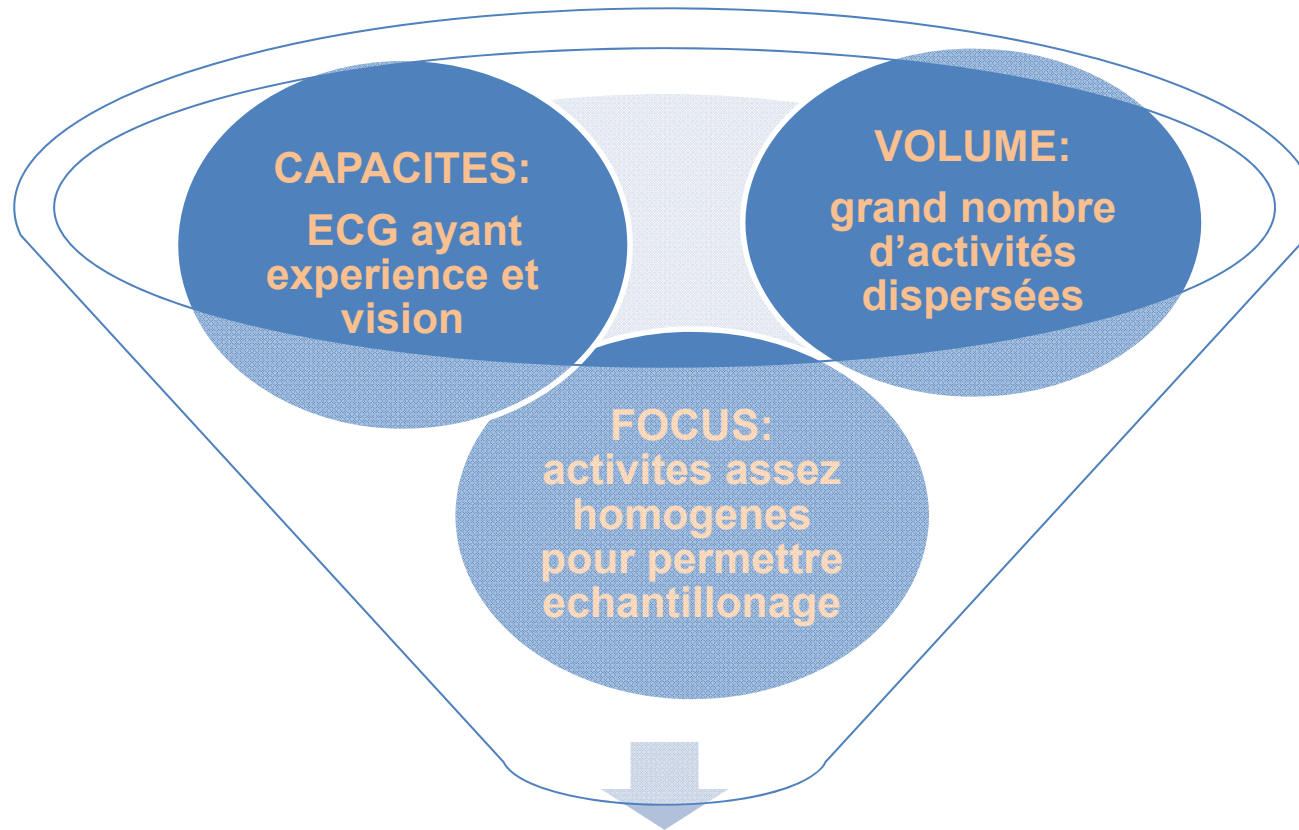 CAPACITES:
ECG ayant
experience et
vision
VOLUME:
grand nombre
d’activités
dispersées
FOCUS:
activites assez
homogenes
pour permettre
echantillonage